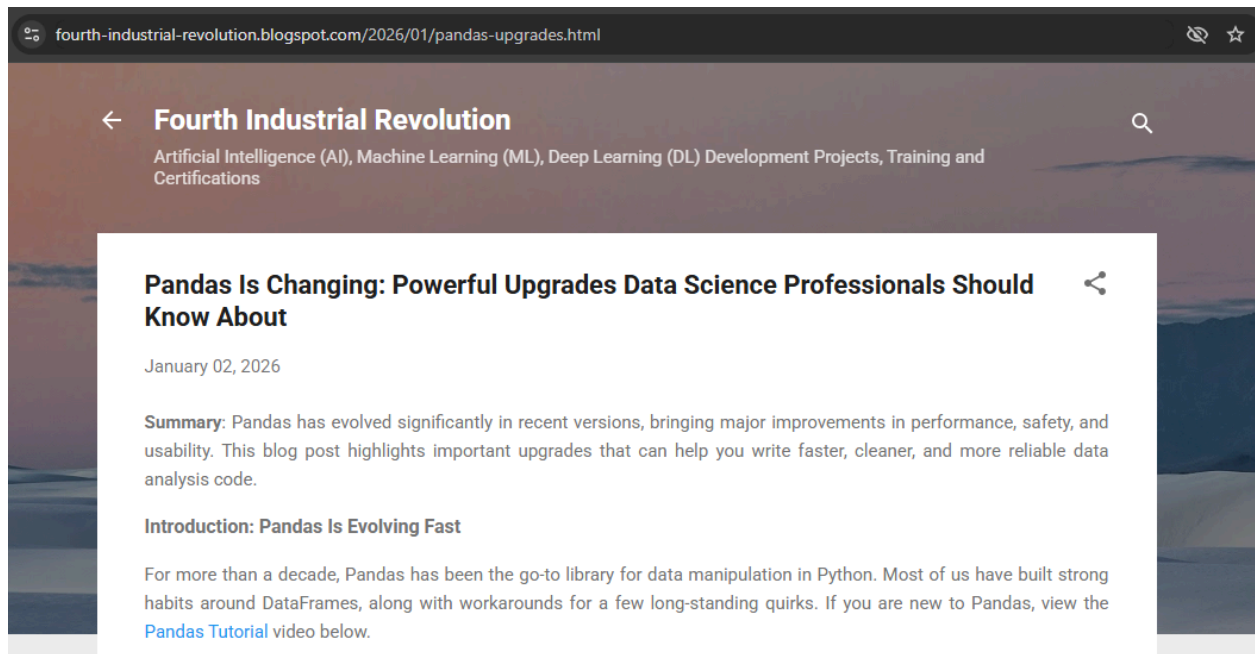 fourth-industrial-revolution.blogspot.com/2026/01/pandas-upgrades.html
Fourth Industrial Revolution
Artificial Intelligence (AI), Machine Learning (ML), Deep Learning (DL) Development Projects, Training and
Certifications
Pandas Is Changing: Powerful Upgrades Data Science Professionals Should
Know About
January 02, 2026
Summary: Pandas has evolved significantly in recent versions, bringing major improvements in performance, safety, and
usability. This blog post highlights important upgrades that can help you write faster, cleaner, and more reliable data
analysis code.
Introduction: Pandas Is Evolving Fast
For more than a decade, Pandas has been the go-to library for data manipulation in Python. Most of us have built strong
habits around DataFrames, along with workarounds for a few long-standing quirks. If you are new to Pandas, view the
Pandas Tutorial video below.